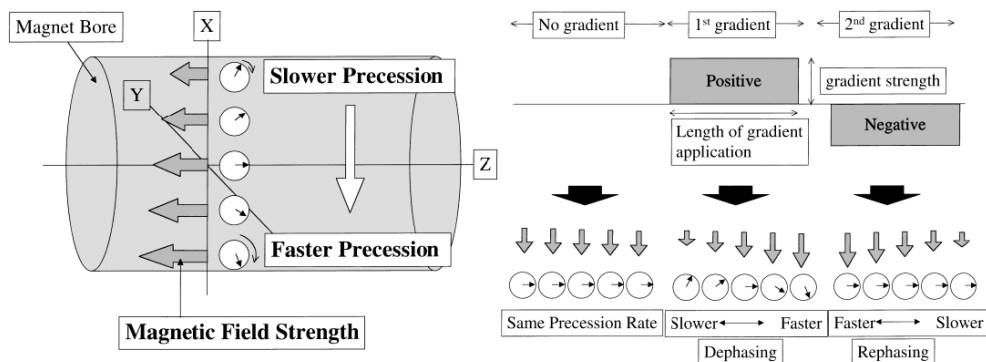 Magnet Bore
X
Y
Z
Slower Precession
Faster Precession
Magnetic Field Strength
No gradient
1st gradient
2nd gradient
Positive
gradient strength
Length of gradient
application
Negative
Same Precession Rate
Slower
Faster
Dephasing
Faster
Slower
Rephasing